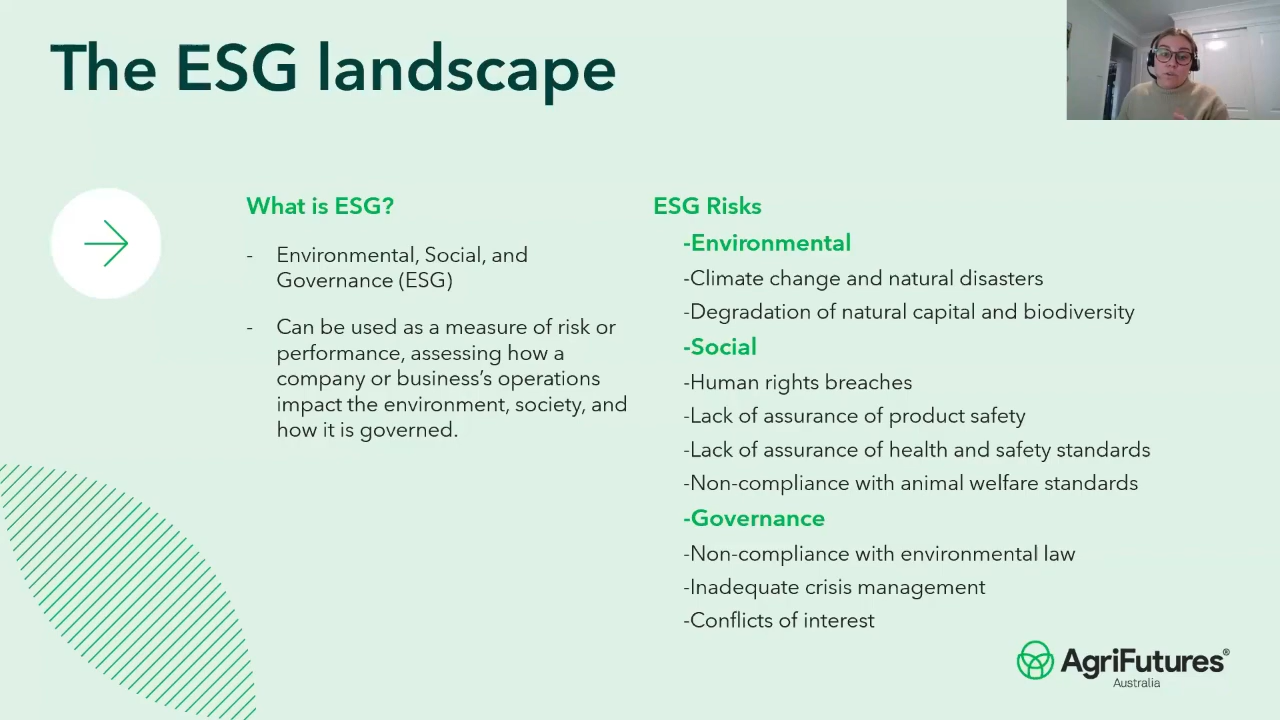 The ESG landscape
What is ESG?
- Environmental, Social, and
Governance (ESG)
- Can be used as a measure of risk or
performance, assessing how a
company or business’s operations
impact the environment, society, and
how it is governed.
ESG Risks
-Environmental
-Climate change and natural disasters
-Degradation of natural capital and biodiversity
-Social
-Human rights breaches
-Lack of assurance of product safety
-Lack of assurance of health and safety standards
-Non-compliance with animal welfare standards
-Governance
-Non-compliance with environmental law
-Inadequate crisis management
-Conflicts of interest
AgriFutures®
Australia